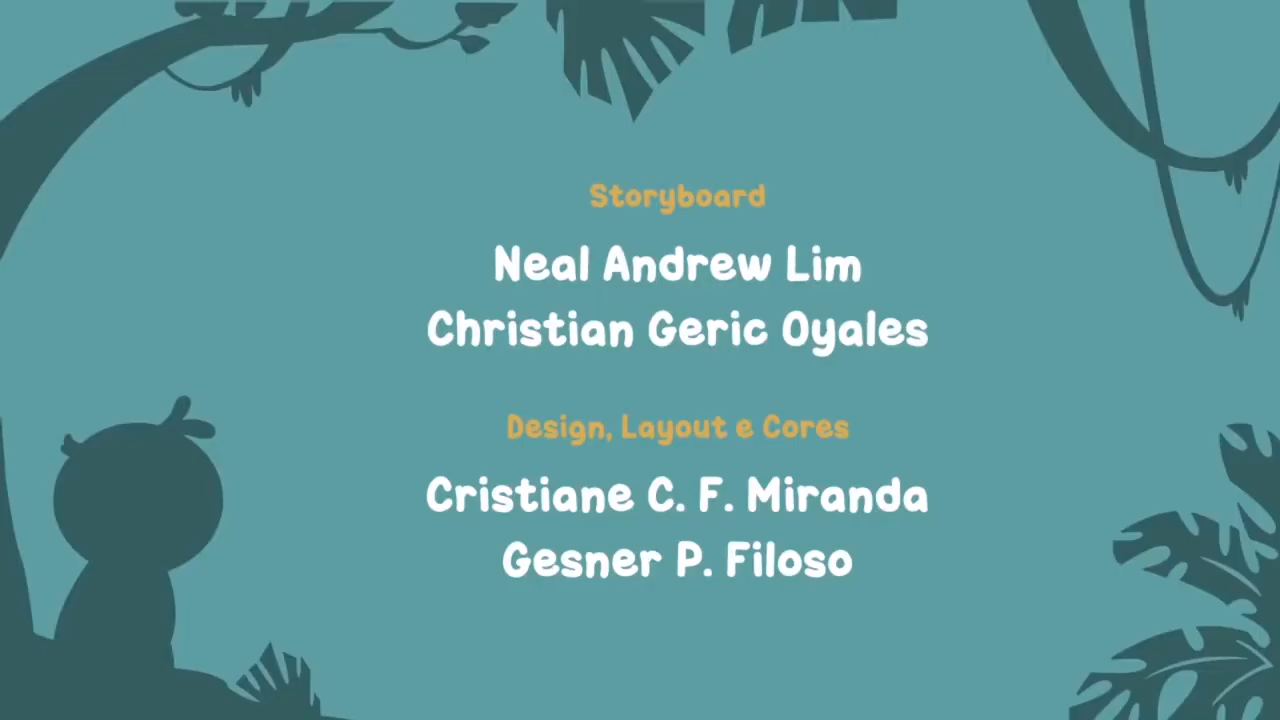 Storyboard
Neal Andrew Lim
Christian Geric Oyales
Design, Layout e Cores
Cristiane C. F. Miranda
Gesner P. Filoso